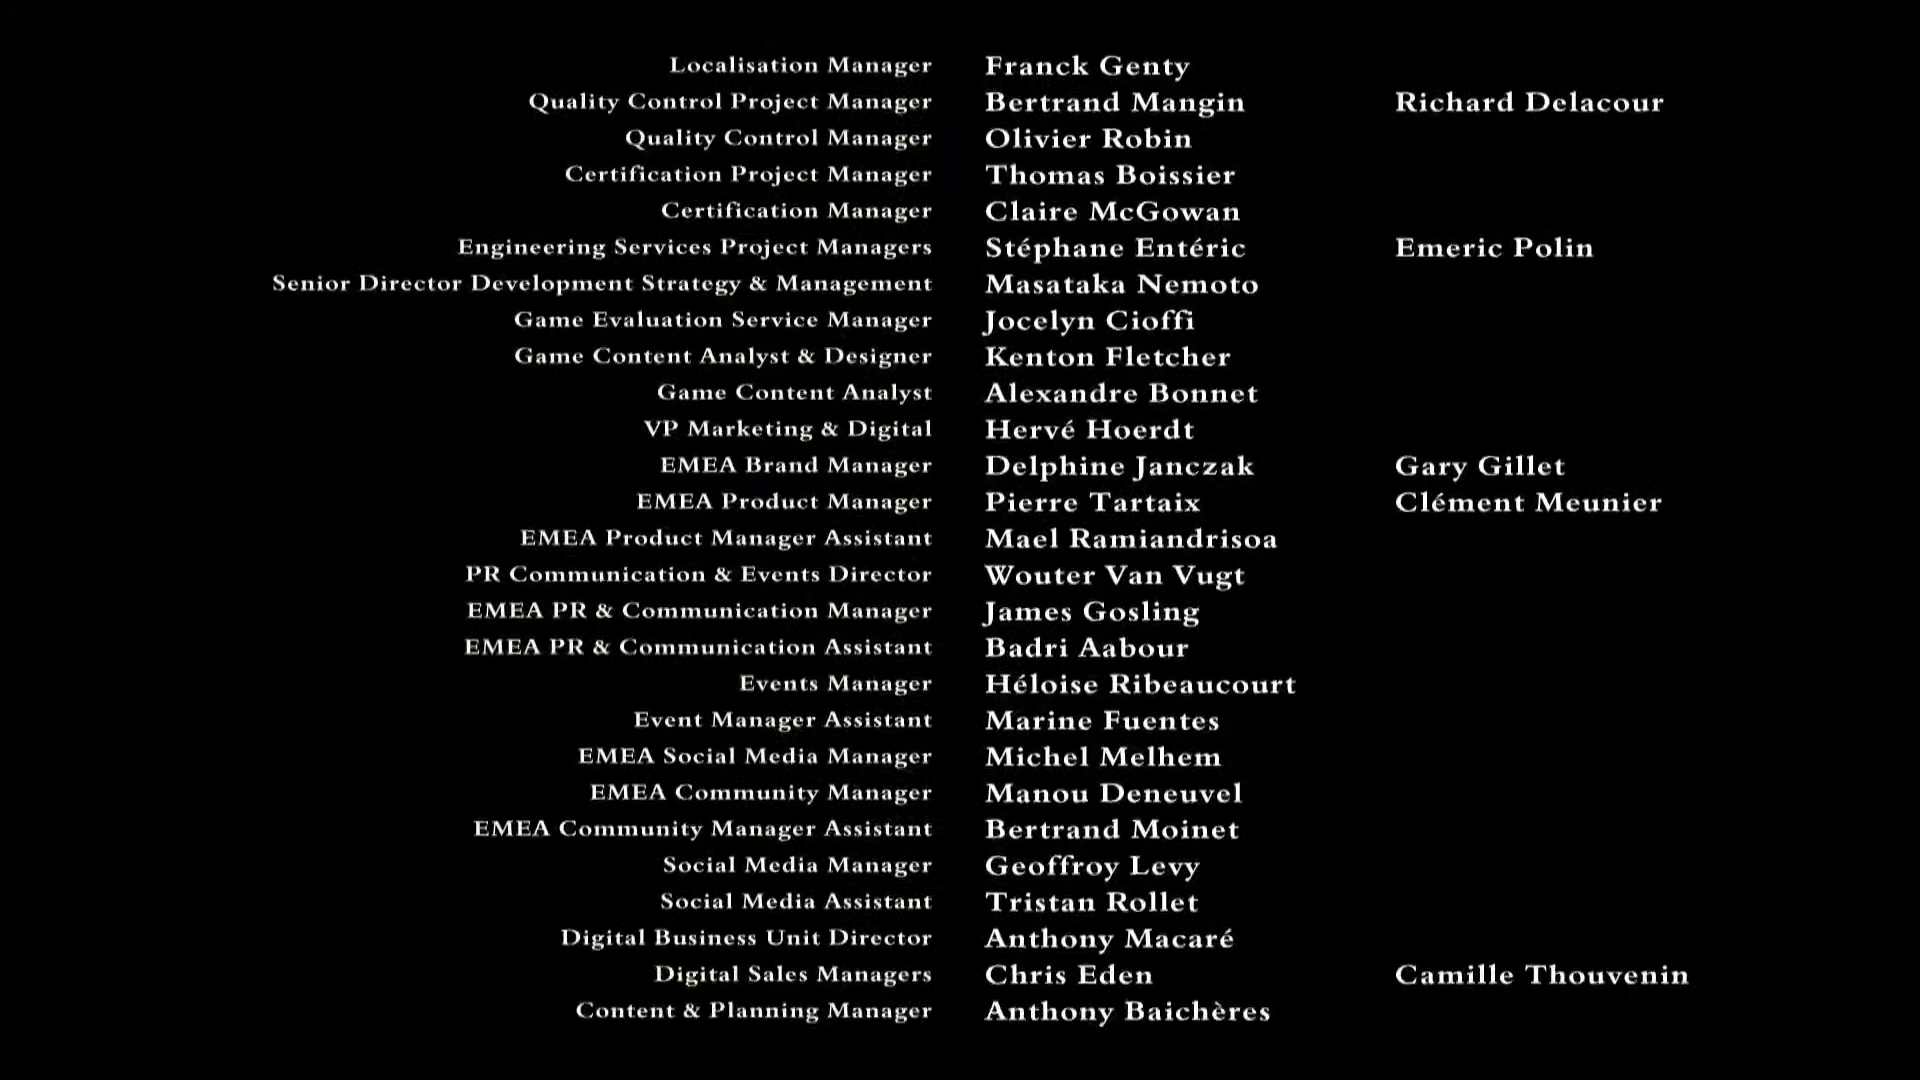 Localisation Manager Franck Genty
Quality Control Project Manager Bertrand Mangin Richard Delacour
Quality Control Manager Olivier Robin
Certification Project Manager Thomas Boissier
Certification Manager Claire McGowan
Engineering Services Project Managers Stéphane Entéric Emeric Polin
Senior Director Development Strategy & Management Masataka Nemoto
Game Evaluation Service Manager Jocelyn Cioffi
Game Content Analyst & Designer Kenton Fletcher
Game Content Analyst Alexandre Bonnet
VP Marketing & Digital Hervé Hoerdt
EMEA Brand Manager Delphine Janczak Gary Gillet
EMEA Product Manager Pierre Tartaix Clément Meunier
EMEA Product Manager Assistant Mael Ramiandrisoa
PR Communication & Events Director Wouter Van Vugt
EMEA PR & Communication Manager James Gosling
EMEA PR & Communication Assistant Badri Aabour
Events Manager Héloise Ribeaucourt
Event Manager Assistant Marine Fuentes
EMEA Social Media Manager Michel Melhem
EMEA Community Manager Manou Deneuvel
EMEA Community Manager Assistant Bertrand Moinet
Social Media Manager Geoffroy Levy
Social Media Assistant Tristan Rollet
Digital Business Unit Director Anthony Macaré
Digital Sales Managers Chris Eden Camille Thouvenin
Content & Planning Manager Anthony Baichères